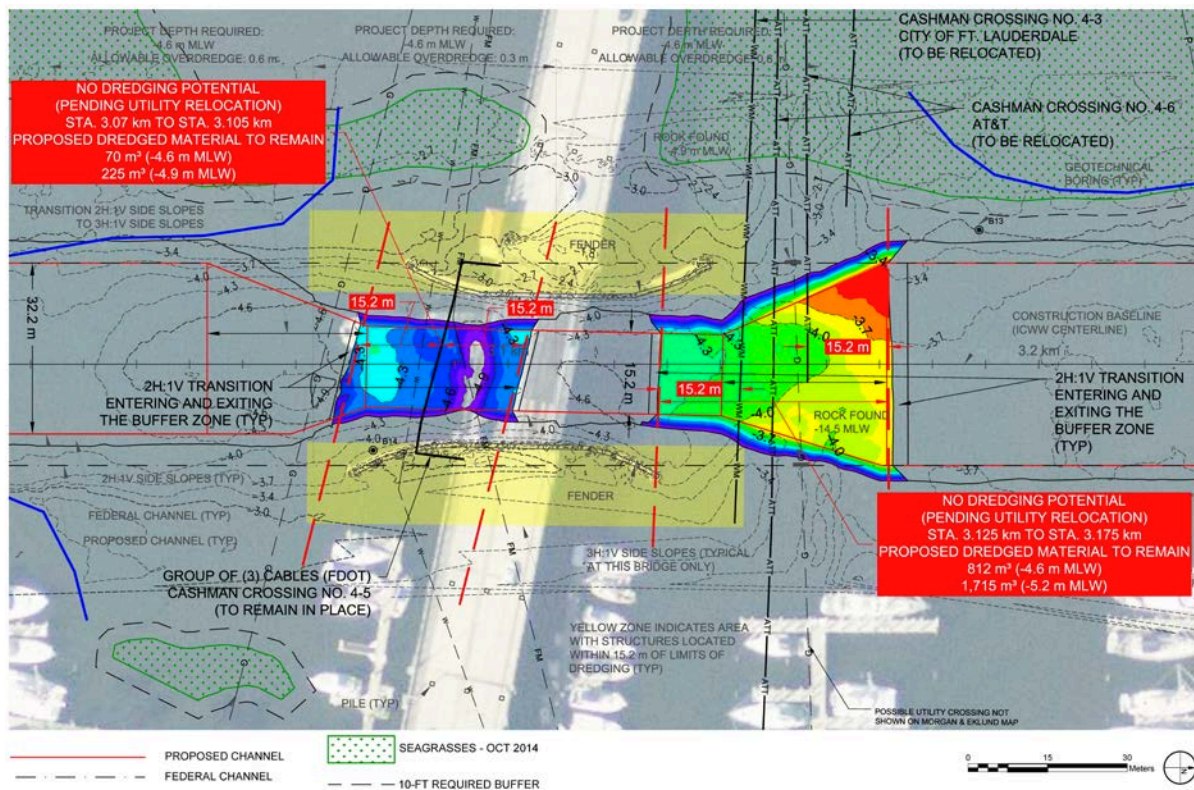 PROJECT DEPTH REQUIRED:
-4.6 m MLW
ALLOWABLE OVERDREDGE: 0.6 m
PROJECT DEPTH REQUIRED:
-4.6 m MLW
ALLOWABLE OVERDREDGE: 0.3 m
PROJECT DEPTH REQUIRED:
-4.6 m MLW
ALLOWABLE OVERDREDGE: 0.6 m
CASHMAN CROSSING NO. 4-3
CITY OF FT. LAUDERDALE
(TO BE RELOCATED)
CASHMAN CROSSING NO. 4-6
AT&T
(TO BE RELOCATED)
NO DREDGING POTENTIAL
(PENDING UTILITY RELOCATION)
STA. 3.07 km TO STA. 3.105 km
PROPOSED DREDGED MATERIAL TO REMAIN
70 m³ (-4.6 m MLW)
225 m³ (-4.9 m MLW)
ROCK FOUND
-4.9 m MLW)
GEOTECHNICAL
BORING (TYP)
B13
TRANSITION 2H:1V SIDE SLOPES
TO 3H:1V SIDE SLOPES
FENDER
32.2 m
15.2 m
15.2 m
15.2 m
15.2 m
15.2 m
CONSTRUCTION BASELINE
(ICWW CENTERLINE)
3.2 km
2H:1V TRANSITION
ENTERING AND EXITING
THE BUFFER ZONE (TYP)
2H:1V TRANSITION
ENTERING AND
EXITING THE
BUFFER ZONE
(TYP)
ROCK FOUND
-14.5 MLW
B14
2H:1V SIDE SLOPES (TYP)
FENDER
FEDERAL CHANNEL (TYP)
PROPOSED CHANNEL (TYP)
NO DREDGING POTENTIAL
(PENDING UTILITY RELOCATION)
STA. 3.125 km TO STA. 3.175 km
PROPOSED DREDGED MATERIAL TO REMAIN
812 m³ (-4.6 m MLW)
1,715 m³ (-5.2 m MLW)
3H:1V SIDE SLOPES (TYPICAL
AT THIS BRIDGE ONLY)
GROUP OF (3) CABLES (FDOT)
CASHMAN CROSSING NO. 4-5
(TO REMAIN IN PLACE)
YELLOW ZONE INDICATES AREA
WITH STRUCTURES LOCATED
WITHIN 15.2 m OF LIMITS OF
DREDGING (TYP)
PILE (TYP)
POSSIBLE UTILITY CROSSING NOT
SHOWN ON MORGAN & EKLUND MAP
PROPOSED CHANNEL
FEDERAL CHANNEL
SEAGRASSES - OCT 2014
10-FT REQUIRED BUFFER
0 15 30
Meters
N